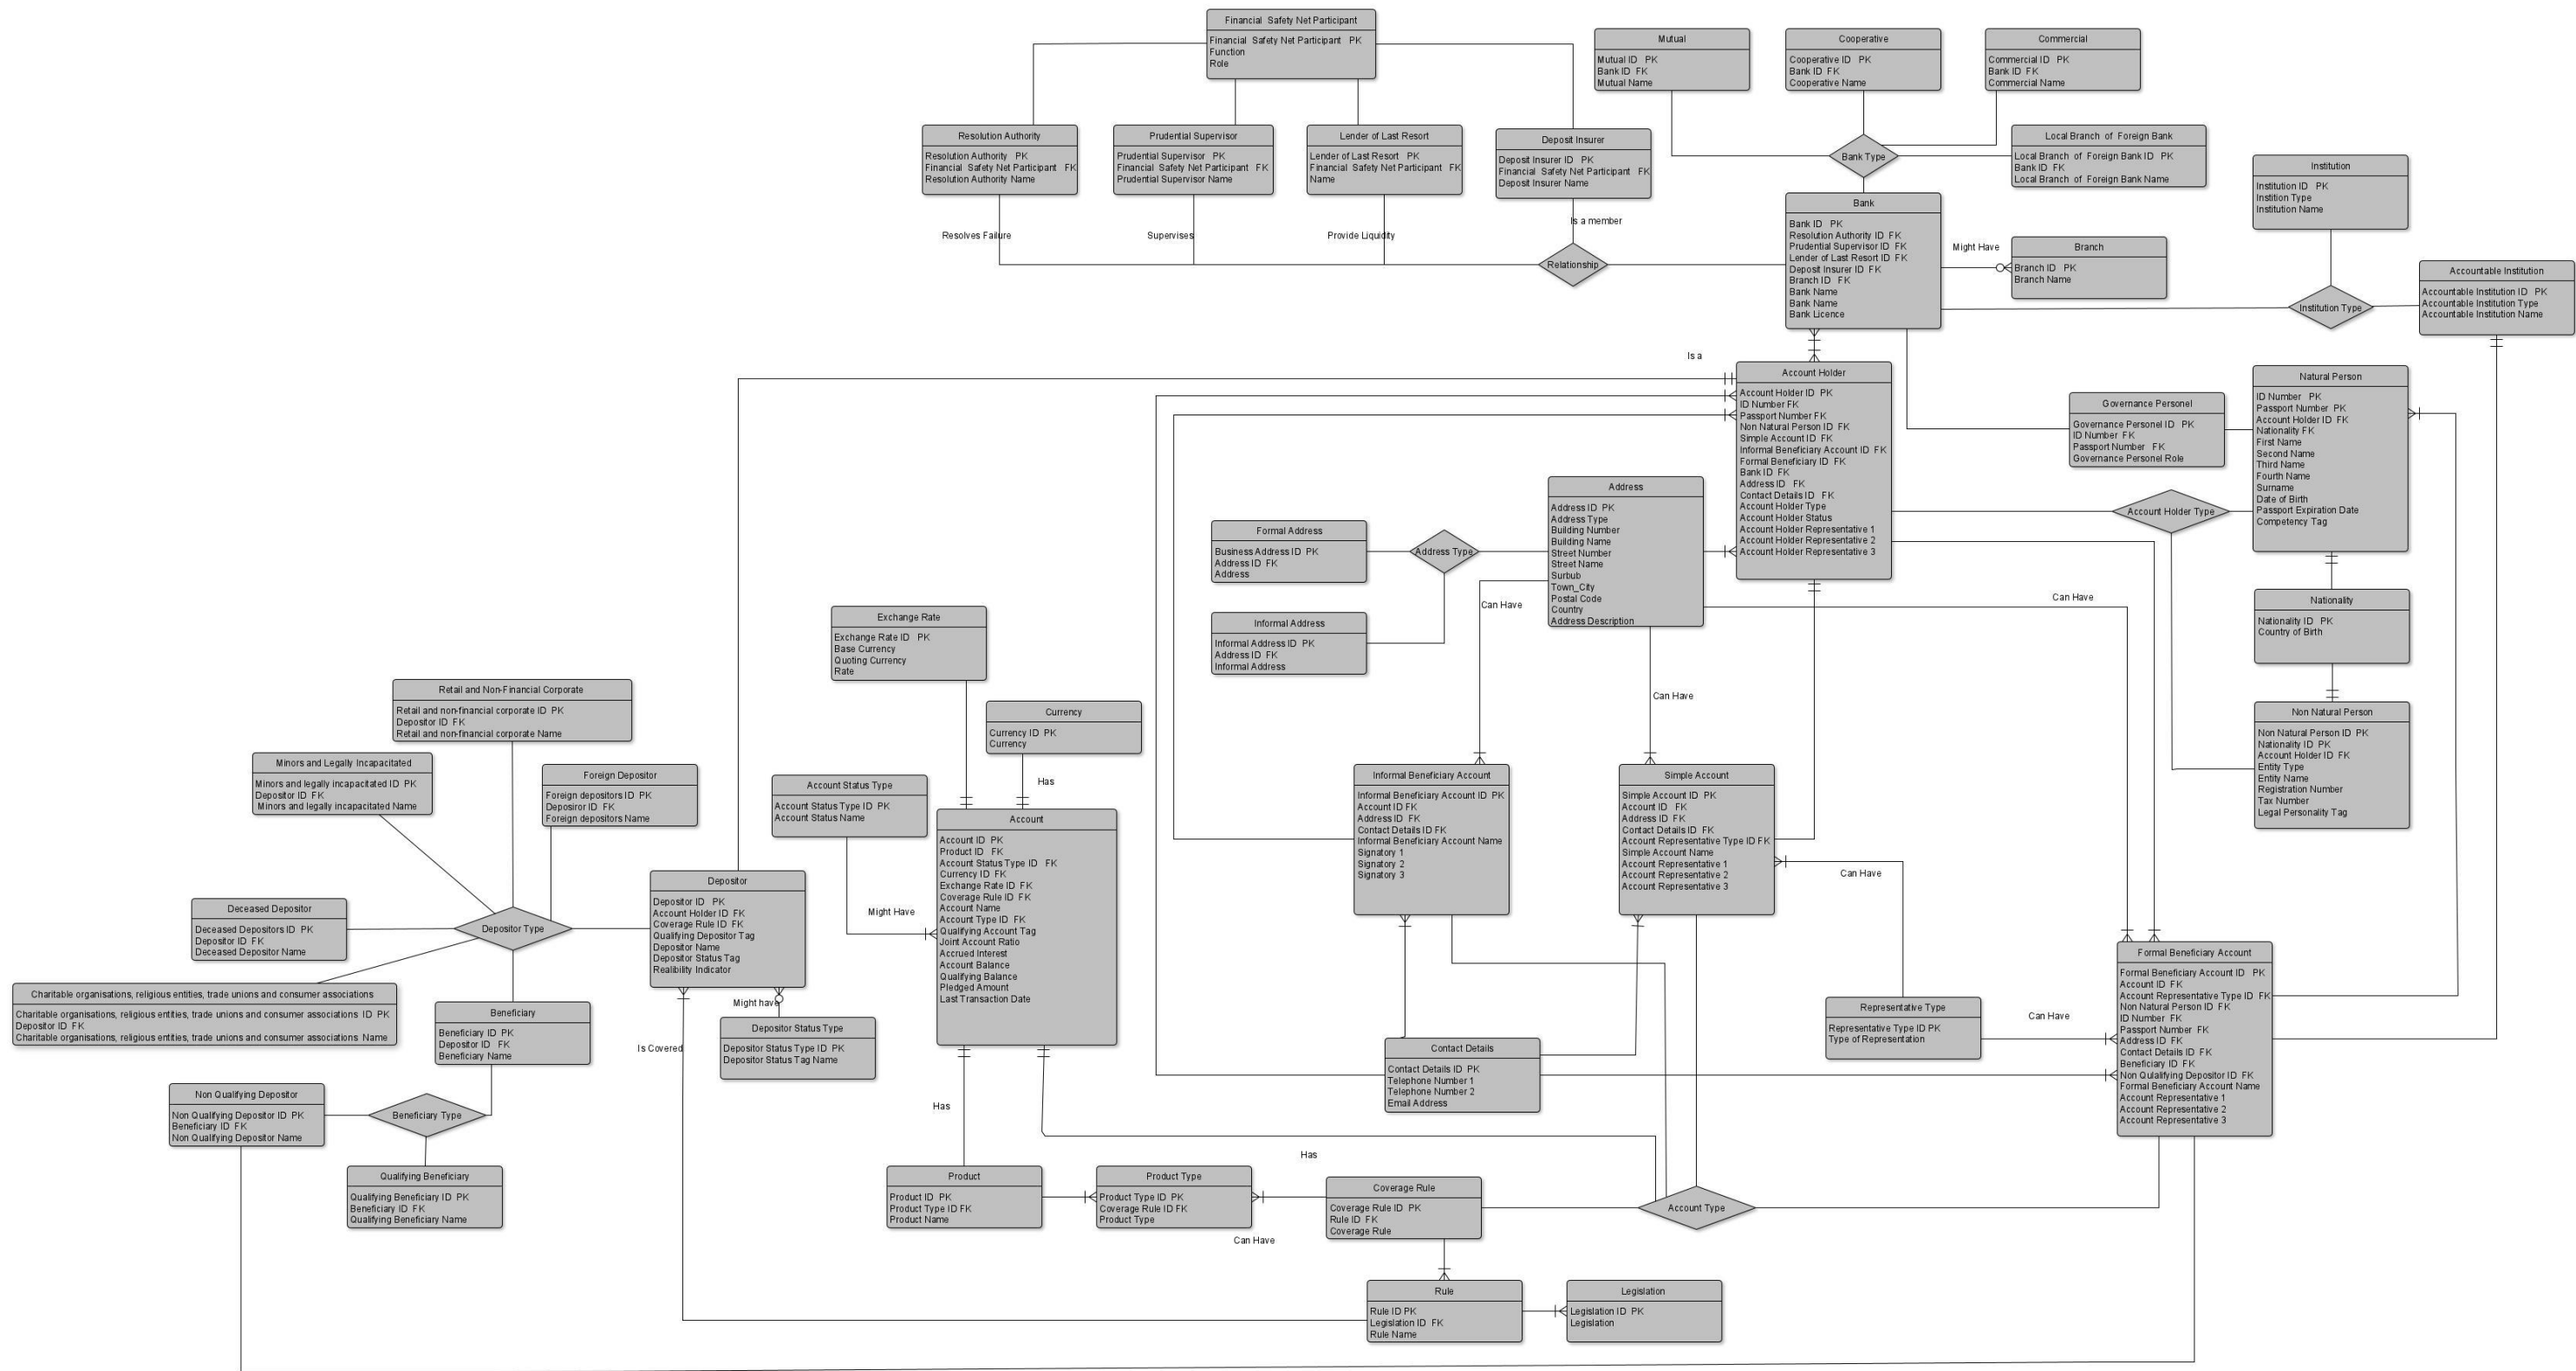 Financial Safety Net Participant
Financial Safety Net Participant PK
Function
Role
Mutual
Mutual ID PK
Bank ID FK
Mutual Name
Cooperative
Cooperative ID PK
Bank ID FK
Cooperative Name
Commercial
Commercial ID PK
Bank ID FK
Commercial Name
Resolution Authority
Resolution Authority PK
Financial Safety Net Participant FK
Resolution Authority Name
Prudential Supervisor
Prudential Supervisor PK
Financial Safety Net Participant FK
Prudential Supervisor Name
Lender of Last Resort
Lender of Last Resort PK
Financial Safety Net Participant FK
Name
Deposit Insurer
Deposit Insurer ID PK
Financial Safety Net Participant FK
Deposit Insurer Name
Bank Type
Local Branch of Foreign Bank
Local Branch of Foreign Bank ID PK
Bank ID FK
Local Branch of Foreign Bank Name
Institution
Institution ID PK
Instition Type
Institution Name
Resolves Failure
Supervises
Provide Liquidity
Is a member
Relationship
Bank
Bank ID PK
Resolution Authority ID FK
Prudential Supervisor ID FK
Lender of Last Resort ID FK
Deposit Insurer ID FK
Branch ID FK
Bank Name
Bank Name
Bank Licence
Might Have
Branch
Branch ID PK
Branch Name
Institution Type
Accountable Institution
Accountable Institution ID PK
Accountable Institution Type
Accountable Institution Name
Is a
Account Holder
Account Holder ID PK
ID Number FK
Passport Number FK
Non Natural Person ID FK
Simple Account ID FK
Informal Beneficiary Account ID FK
Formal Beneficiary ID FK
Bank ID FK
Address ID FK
Contact Details ID FK
Account Holder Type
Account Holder Status
Account Holder Representative 1
Account Holder Representative 2
Account Holder Representative 3
Governance Personel
Governance Personel ID PK
ID Number FK
Passport Number FK
Governance Personel Role
Natural Person
ID Number PK
Passport Number PK
Account Holder ID FK
Nationality FK
First Name
Second Name
Third Name
Fourth Name
Surname
Date of Birth
Passport Expiration Date
Competency Tag
Account Holder Type
Address
Address ID PK
Address Type
Building Number
Building Name
Street Number
Street Name
Surbub
Town_City
Postal Code
Country
Address Description
Formal Address
Business Address ID PK
Address ID FK
Address
Address Type
Informal Address
Informal Address ID PK
Address ID FK
Informal Address
Can Have
Can Have
Can Have
Nationality
Nationality ID PK
Country of Birth
Non Natural Person
Non Natural Person ID PK
Nationality ID PK
Account Holder ID FK
Entity Type
Entity Name
Registration Number
Tax Number
Legal Personality Tag
Exchange Rate
Exchange Rate ID PK
Base Currency
Quoting Currency
Rate
Currency
Currency ID PK
Currency
Has
Account Status Type
Account Status Type ID PK
Account Status Name
Might Have
Account
Account ID PK
Product ID FK
Account Status Type ID FK
Currency ID FK
Exchange Rate ID FK
Coverage Rule ID FK
Account Name
Account Type ID FK
Qualifying Account Tag
Joint Account Ratio
Accrued Interest
Account Balance
Qualifying Balance
Pledged Amount
Last Transaction Date
Retail and Non-Financial Corporate
Retail and non-financial corporate ID PK
Depositor ID FK
Retail and non-financial corporate Name
Minors and Legally Incapacitated
Minors and legally incapacitated ID PK
Depositor ID FK
Minors and legally incapacitated Name
Foreign Depositor
Foreign depositors ID PK
Deposiror ID FK
Foreign depositors Name
Deceased Depositor
Deceased Depositors ID PK
Depositor ID FK
Deceased Depositor Name
Depositor Type
Depositor
Depositor ID PK
Account Holder ID FK
Coverage Rule ID FK
Qualifying Depositor Tag
Depositor Name
Depositor Status Tag
Realibility Indicator
Might have
Depositor Status Type
Depositor Status Type ID PK
Depositor Status Tag Name
Is Covered
Charitable organisations, religious entities, trade unions and consumer associations
Charitable organisations, religious entities, trade unions and consumer associations ID PK
Depositor ID FK
Charitable organisations, religious entities, trade unions and consumer associations Name
Beneficiary
Beneficiary ID PK
Depositor ID FK
Beneficiary Name
Non Qualifying Depositor
Non Qualifying Depositor ID PK
Beneficiary ID FK
Non Qualifying Depositor Name
Beneficiary Type
Qualifying Beneficiary
Qualifying Beneficiary ID PK
Beneficiary ID FK
Qualifying Beneficiary Name
Informal Beneficiary Account
Informal Beneficiary Account ID PK
Account ID FK
Address ID FK
Contact Details ID FK
Informal Beneficiary Account Name
Signatory 1
Signatory 2
Signatory 3
Simple Account
Simple Account ID PK
Account ID FK
Address ID FK
Contact Details ID FK
Account Representative Type ID FK
Simple Account Name
Account Representative 1
Account Representative 2
Account Representative 3
Can Have
Representative Type
Representative Type ID PK
Type of Representation
Can Have
Formal Beneficiary Account
Formal Beneficiary Account ID PK
Account ID FK
Account Representative Type ID FK
Non Natural Person ID FK
ID Number FK
Passport Number FK
Address ID FK
Contact Details ID FK
Beneficiary ID FK
Non Qulalifying Depositor ID FK
Formal Beneficiary Account Name
Account Representative 1
Account Representative 2
Account Representative 3
Contact Details
Contact Details ID PK
Telephone Number 1
Telephone Number 2
Email Address
Has
Product
Product ID PK
Product Type ID FK
Product Name
Product Type
Product Type ID PK
Coverage Rule ID FK
Product Type
Has
Can Have
Coverage Rule
Coverage Rule ID PK
Rule ID FK
Coverage Rule
Account Type
Rule
Rule ID PK
Legislation ID FK
Rule Name
Legislation
Legislation ID PK
Legislation